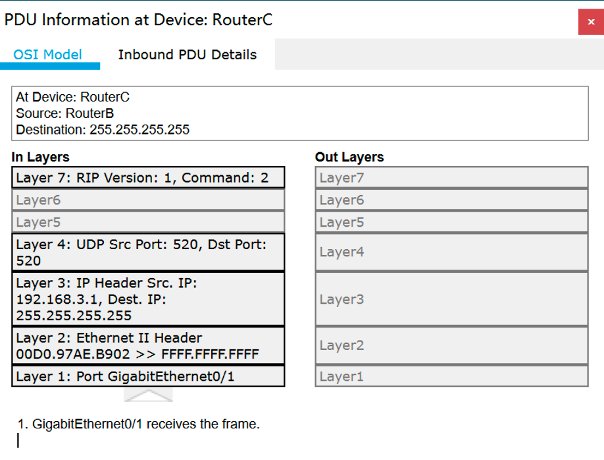 PDU Information at Device: RouterC
OSI Model
Inbound PDU Details
At Device: RouterC
Source: RouterB
Destination: 255.255.255.255
In Layers
Layer 7: RIP Version: 1, Command: 2
Layer6
Layer5
Layer 4: UDP Src Port: 520, Dst Port:
520
Layer 3: IP Header Src. IP:
192.168.3.1, Dest. IP:
255.255.255.255
Layer 2: Ethernet II Header
00D0.97AE.B902 >> FFFF.FFFF.FFFF
Layer 1: Port GigabitEthernet0/1
Out Layers
Layer7
Layer6
Layer5
Layer4
Layer3
Layer2
Layer1
1. GigabitEthernet0/1 receives the frame.